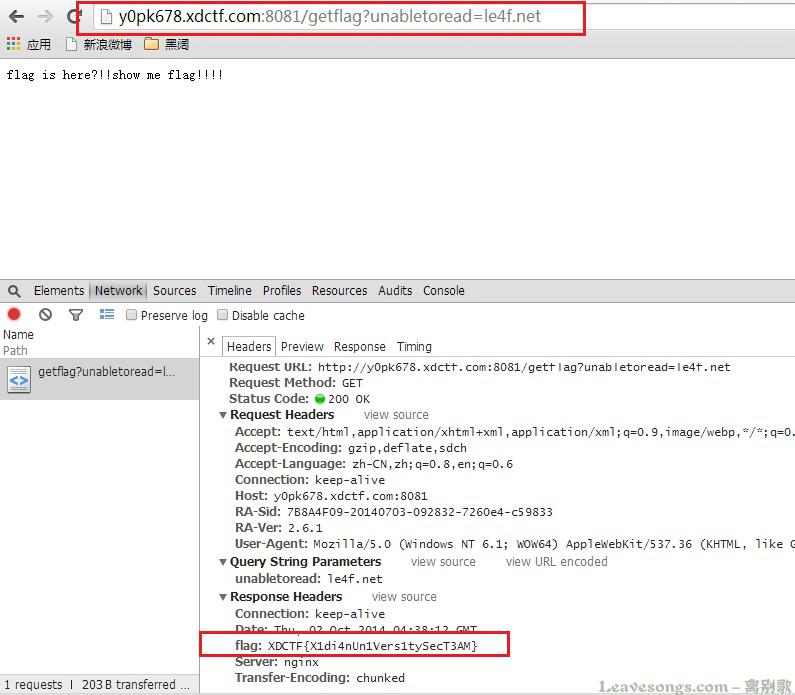 y0pk678.xdctf.com:8081/getflag?unabletoread=le4f.net
应用 新浪微博 黑阔
flag is here?!!show me flag!!!!
Elements Network Sources Timeline Profiles Resources Audits Console
Preserve log Disable cache
Name
Path
× Headers Preview Response Timing
getflag?unabletoread=l...
Request URL: http://y0pk678.xdctf.com:8081/getflag?unabletoread=le4f.net
Request Method: GET
Status Code: 200 OK
Request Headers view source
Accept: text/html,application/xhtml+xml,application/xml;q=0.9,image/webp,*/*;q=0.
Accept-Encoding: gzip,deflate,sdch
Accept-Language: zh-CN,zh;q=0.8,en;q=0.6
Connection: keep-alive
Host: y0pk678.xdctf.com:8081
RA-Sid: 7B8A4F09-20140703-092832-7260e4-c59833
RA-Ver: 2.6.1
User-Agent: Mozilla/5.0 (Windows NT 6.1; WOW64) AppleWebKit/537.36 (KHTML, like G
Query String Parameters view source view URL encoded
unabletoread: le4f.net
Response Headers view source
Connection: keep-alive
Date: Thu, 02 Oct 2014 04:38:12 GMT
flag: XDCTF{X1di4nUn1Vers1tySecT3AM}
Server: nginx
Transfer-Encoding: chunked
1 requests | 203 B transferred ...
Leavesongs.com – 离别歌